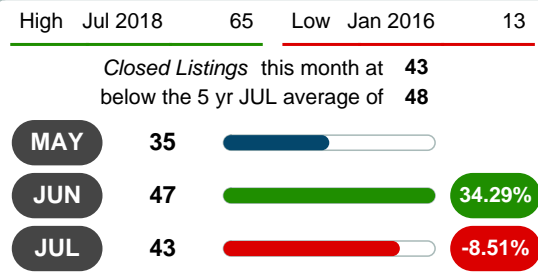 High Jul 2018 65 Low Jan 2016 13
Closed Listings this month at 43
below the 5 yr JUL average of 48
MAY 35
JUN 47 34.29%
JUL 43 -8.51%